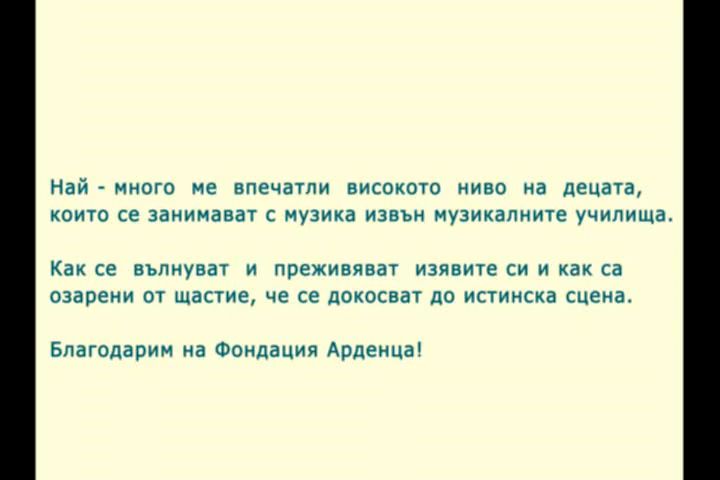 Най - много ме впечатли високото ниво на децата,
които се занимават с музика извън музикалните училища.
Как се вълнуват и преживяват изявите си и как са
озарени от щастие, че се докосват до истинска сцена.
Благодарим на Фондация Арденца!